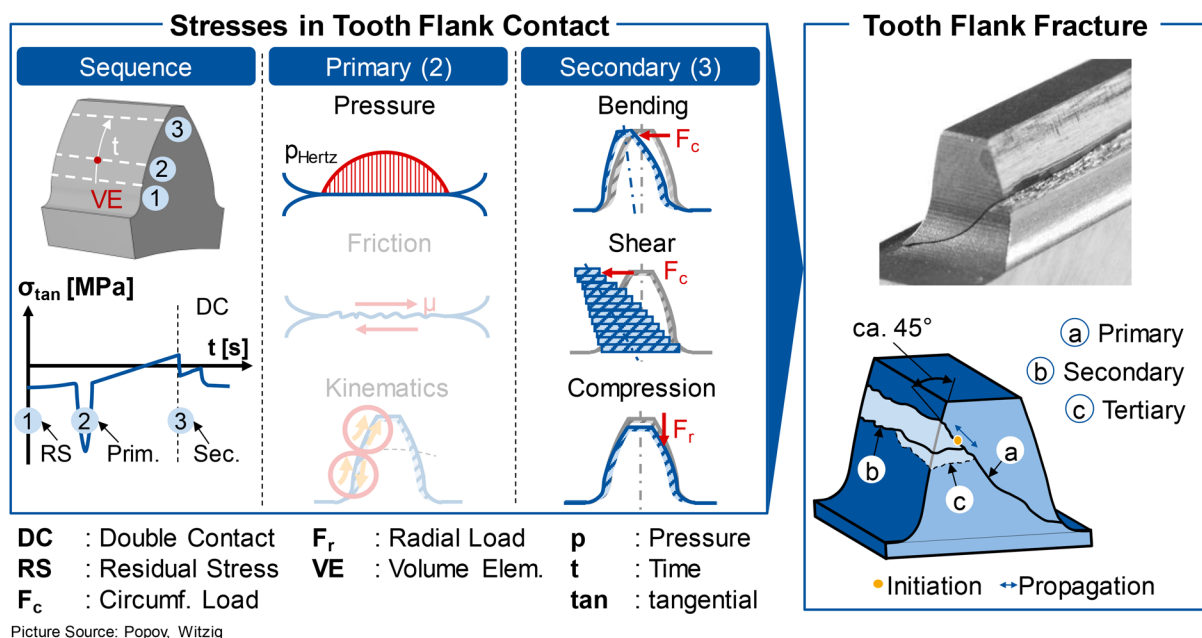 Stresses in Tooth Flank Contact
Sequence
t
VE
1
2
3
σtan [MPa]
DC
t [s]
1
2
3
RS
Prim.
Sec.
Primary (2)
Pressure
pHertz
Friction
μ
Kinematics
Secondary (3)
Bending
Fc
Shear
Fc
Compression
Fr
DC : Double Contact
RS : Residual Stress
Fc : Circumf. Load
Fr : Radial Load
VE : Volume Elem.
p : Pressure
t : Time
tan : tangential
Tooth Flank Fracture
ca. 45°
a Primary
b Secondary
c Tertiary
a
b
c
Initiation
Propagation
Picture Source: Popov, Witzig